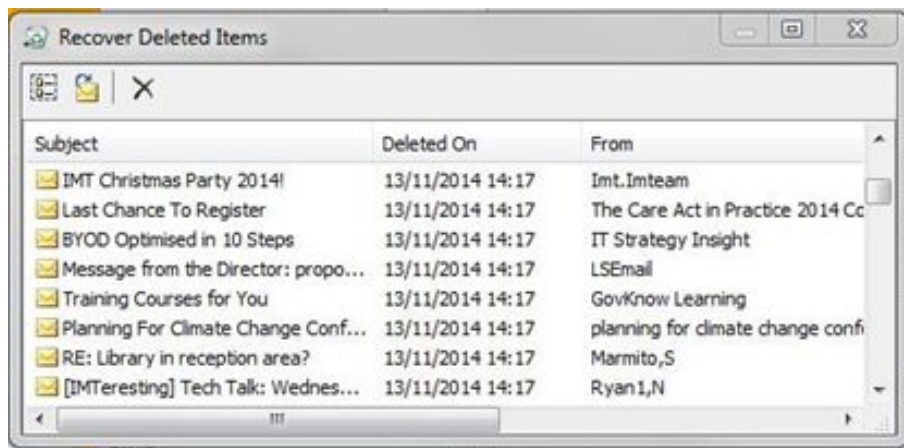 Recover Deleted Items
Subject Deleted On From
IMT Christmas Party 2014! 13/11/2014 14:17 Imt.Imteam
Last Chance To Register 13/11/2014 14:17 The Care Act in Practice 2014 Cc
BYOD Optimised in 10 Steps 13/11/2014 14:17 IT Strategy Insight
Message from the Director: propo... 13/11/2014 14:17 LSEmail
Training Courses for You 13/11/2014 14:17 GovKnow Learning
Planning For Climate Change Conf... 13/11/2014 14:17 planning for climate change conf
RE: Library in reception area? 13/11/2014 14:17 Marmito,S
[IMTeresting] Tech Talk: Wednes... 13/11/2014 14:17 Ryan1,N